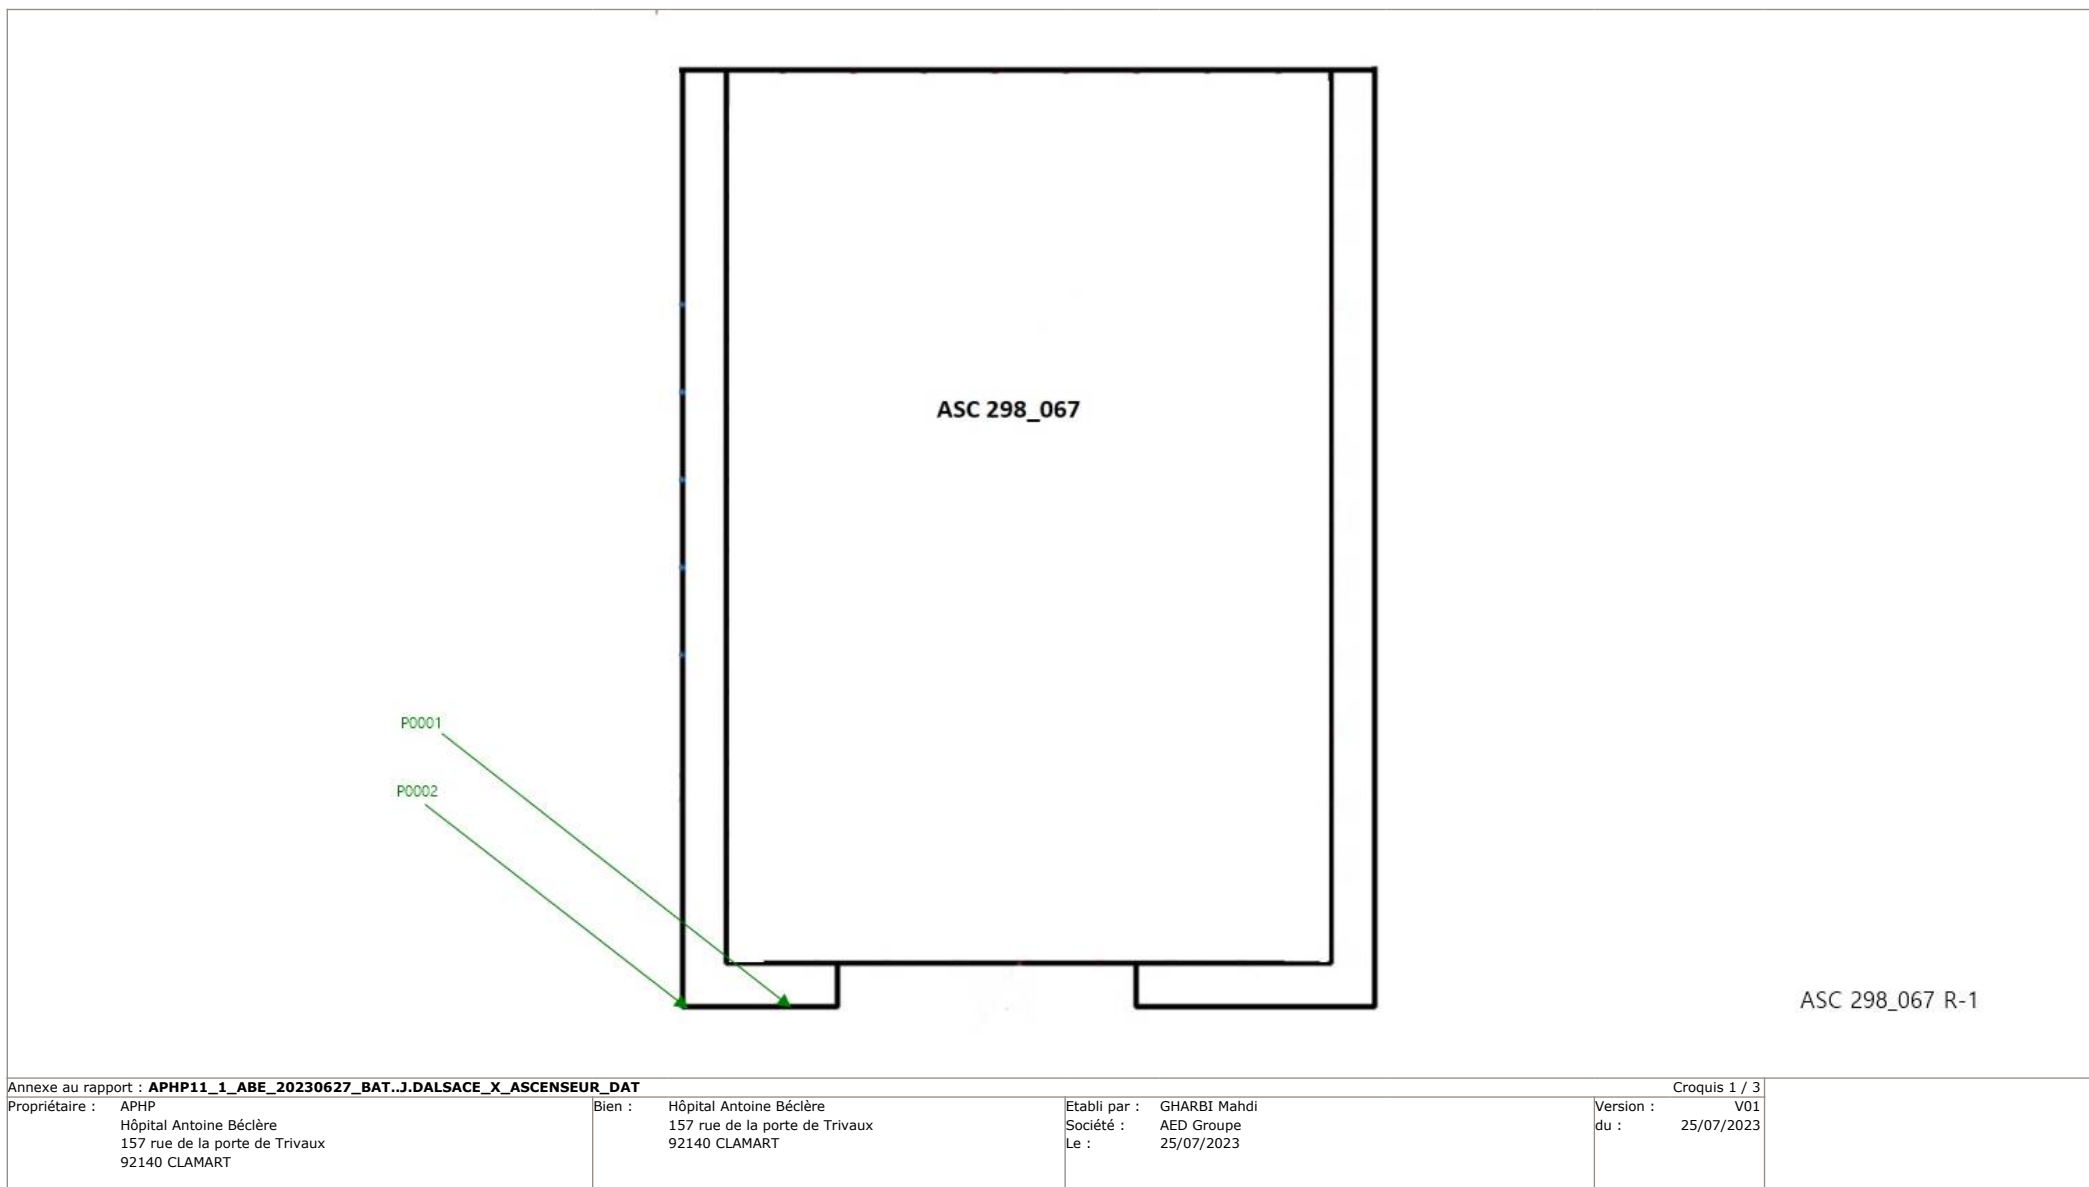 ASC 298_067
P0001
P0002
ASC 298_067 R-1
Annexe au rapport : APHP11_1_ABE_20230627_BAT..J.DALSACE_X_ASCENSEUR_DAT
Croquis 1 / 3
Propriétaire : APHP
Hôpital Antoine Béclère
157 rue de la porte de Trivaux
92140 CLAMART
Bien : Hôpital Antoine Béclère
157 rue de la porte de Trivaux
92140 CLAMART
Etabli par : GHARBI Mahdi
Société : AED Groupe
Le : 25/07/2023
Version : V01
du : 25/07/2023